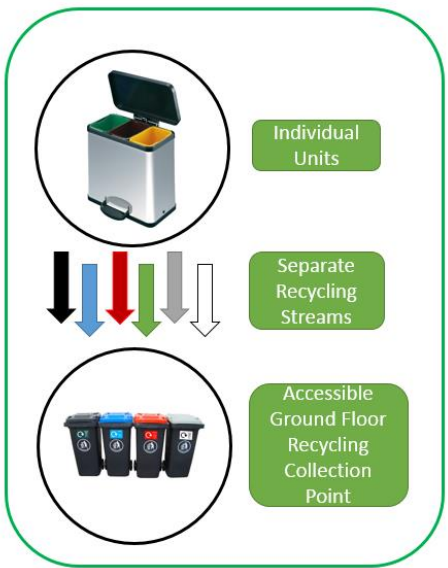 Individual
Units
Separate
Recycling
Streams
Accessible
Ground Floor
Recycling
Collection
Point